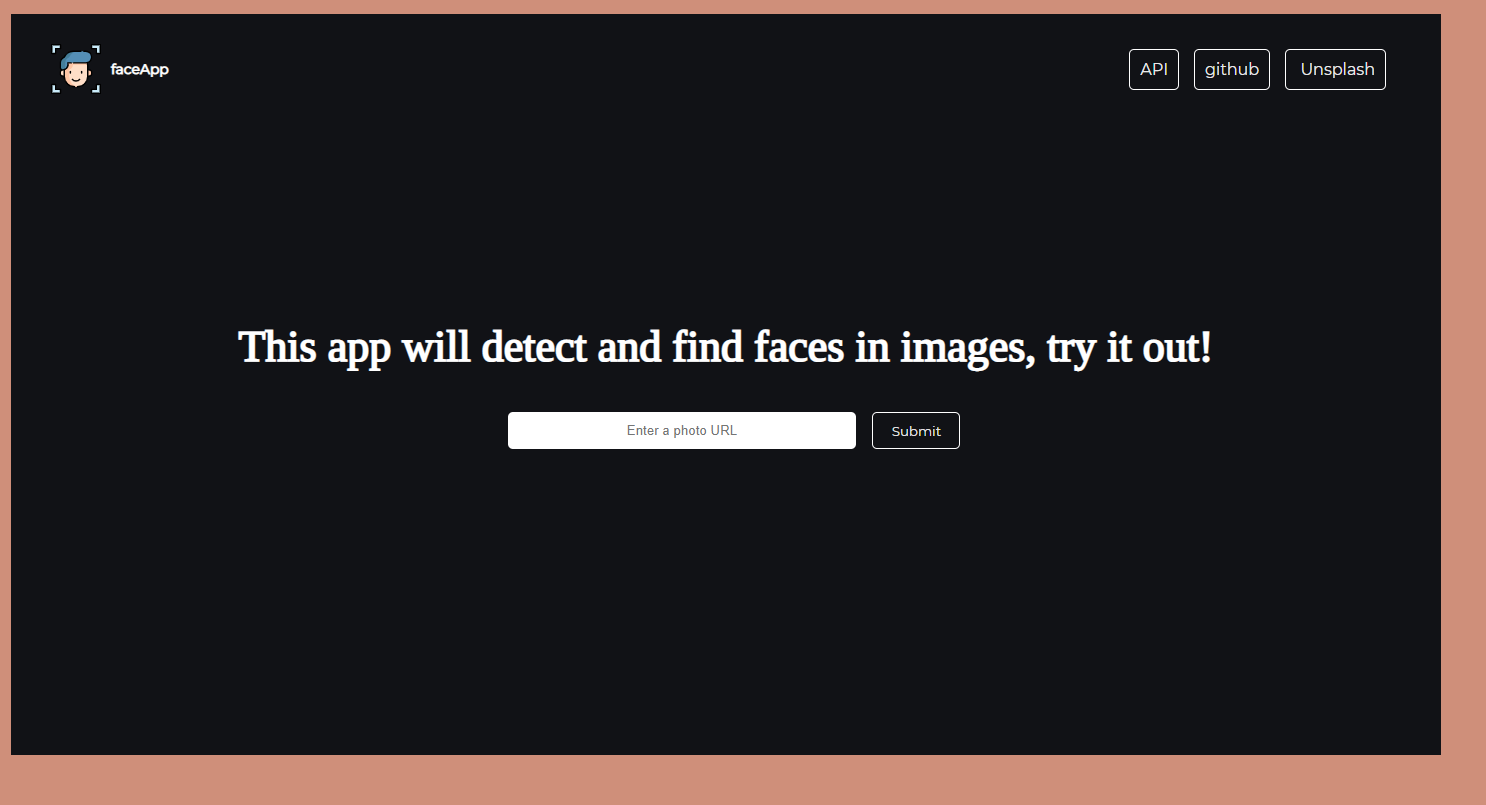 faceApp
API github Unsplash
This app will detect and find faces in images, try it out!
Enter a photo URL Submit